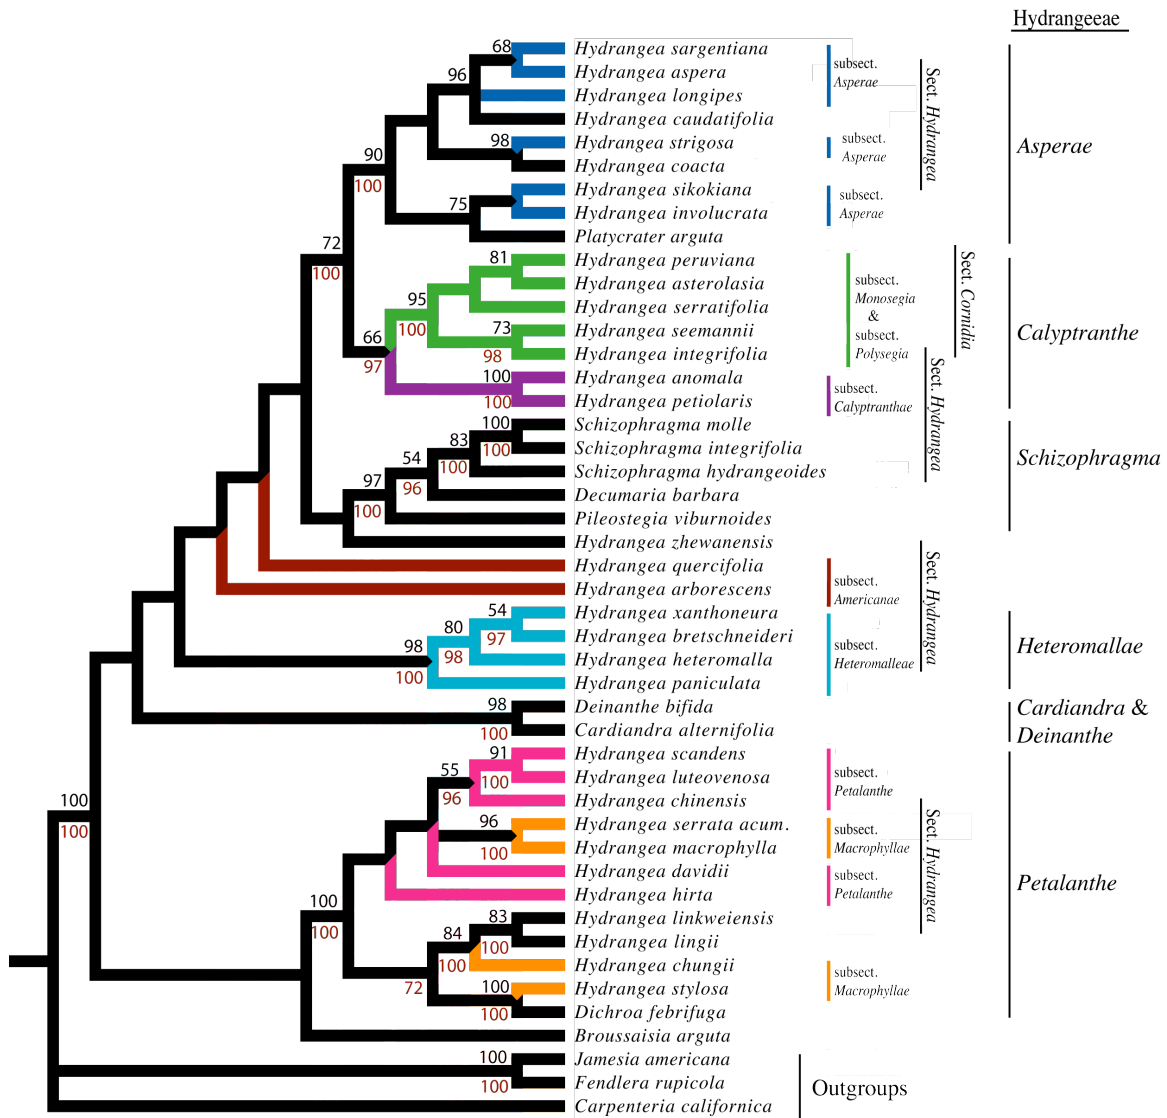 Hydrangeeae
68
Hydrangea sargentiana
Hydrangea aspera
subsect.
Asperae
96
Hydrangea longipes
Hydrangea caudatifolia
98
Hydrangea strigosa
subsect.
Asperae
Hydrangea coacta
Sect. Hydrangea
Asperae
90
100
Hydrangea sikokiana
subsect.
Asperae
75
Hydrangea involucrata
Platycrater arguta
72
100
81
Hydrangea peruviana
Hydrangea asterolasia
95
100
Hydrangea serratifolia
73
Hydrangea seemannii
98
Hydrangea integrifolia
subsect.
Monosegia
&
subsect.
Polysegia
Sect. Cornidia
Calyptranthe
66
97
100
Hydrangea anomala
100
Hydrangea petiolaris
subsect.
Calyptranthae
Sect. Hydrangea
100
Schizophragma molle
83
100
Schizophragma integrifolia
54
100
Schizophragma hydrangeoides
Schizophragma
97
96
Decumaria barbara
100
Pileostegia viburnoides
Hydrangea zhewanensis
Hydrangea quercifolia
Hydrangea arborescens
subsect.
Americanae
54
Hydrangea xanthoneura
80
97
Hydrangea bretschneideri
98
98
Hydrangea heteromalla
100
Hydrangea paniculata
subsect.
Heteromalleae
Sect. Hydrangea
Heteromallae
98
Deinanthe bifida
100
Cardiandra alternifolia
Cardiandra &
Deinanthe
91
Hydrangea scandens
55
100
Hydrangea luteovenosa
96
Hydrangea chinensis
subsect.
Petalanthe
100
100
96
Hydrangea serrata acum.
100
Hydrangea macrophylla
subsect.
Macrophyllae
Hydrangea davidii
Hydrangea hirta
subsect.
Petalanthe
Sect. Hydrangea
Petalanthe
100
100
83
Hydrangea linkweiensis
84
100
Hydrangea lingii
100
Hydrangea chungii
72
100
Hydrangea stylosa
100
Dichroa febrifuga
subsect.
Macrophyllae
Broussaisia arguta
100
Jamesia americana
100
Fendlera rupicola
Carpenteria californica
Outgroups